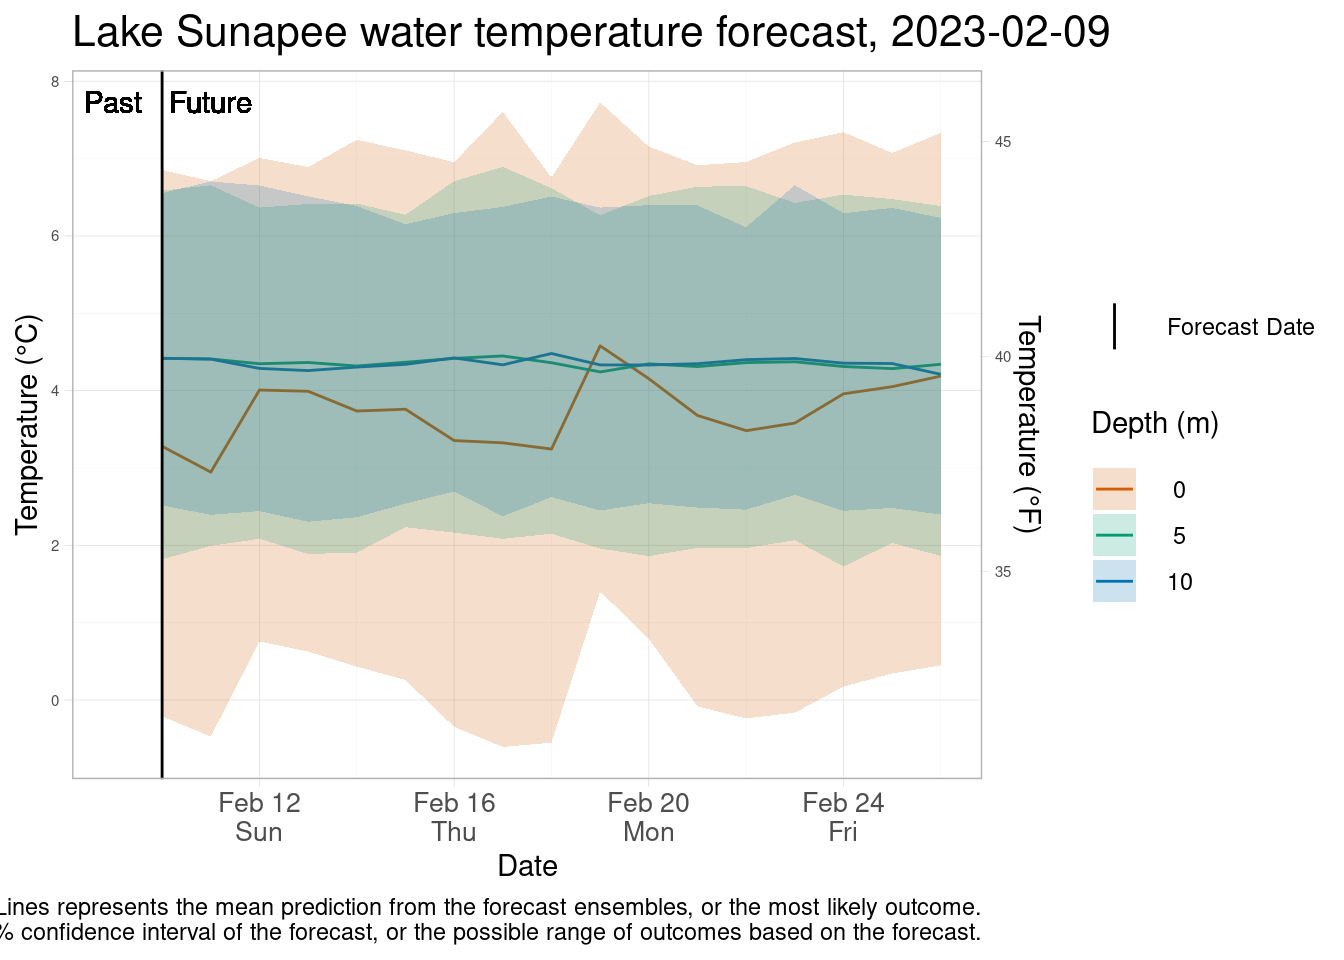 Lake Sunapee water temperature forecast, 2023-02-09
Past
Future
8
6
4
2
0
Temperature (°C)
45
40
35
Temperature (°F)
Feb 12
Sun
Feb 16
Thu
Feb 20
Mon
Feb 24
Fri
Date
Forecast Date
Depth (m)
0
5
10
Lines represents the mean prediction from the forecast ensembles, or the most likely outcome.
% confidence interval of the forecast, or the possible range of outcomes based on the forecast.